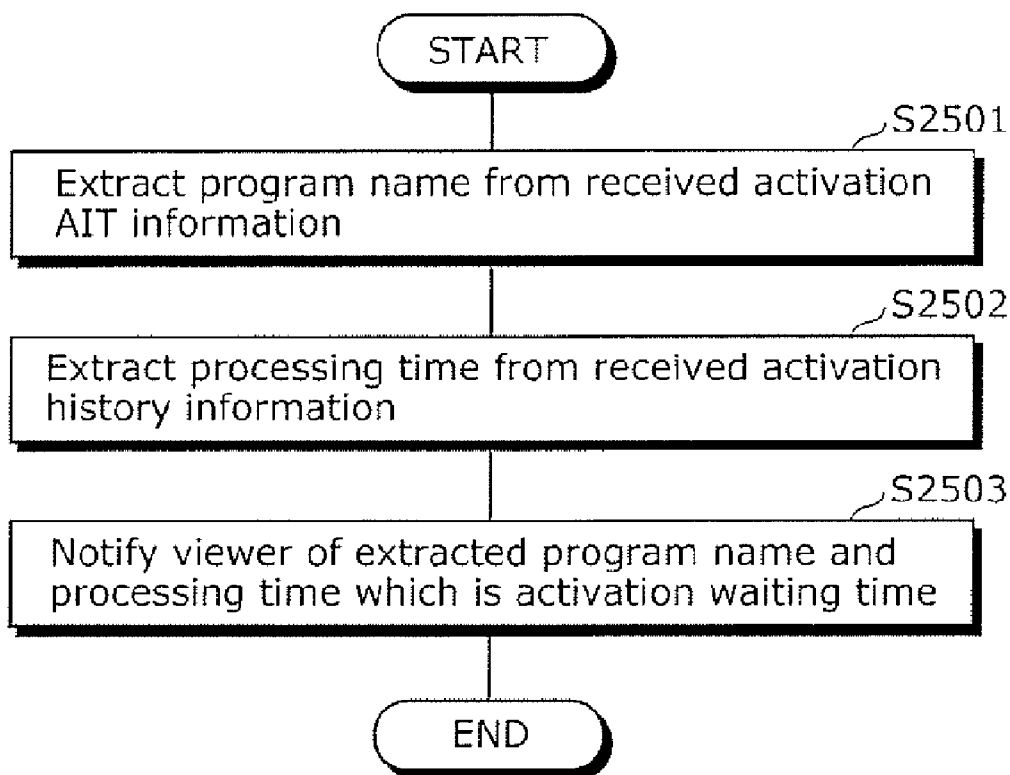 START
S2501
Extract program name from received activation
AIT information
S2502
Extract processing time from received activation
history information
S2503
Notify viewer of extracted program name and
processing time which is activation waiting time
END